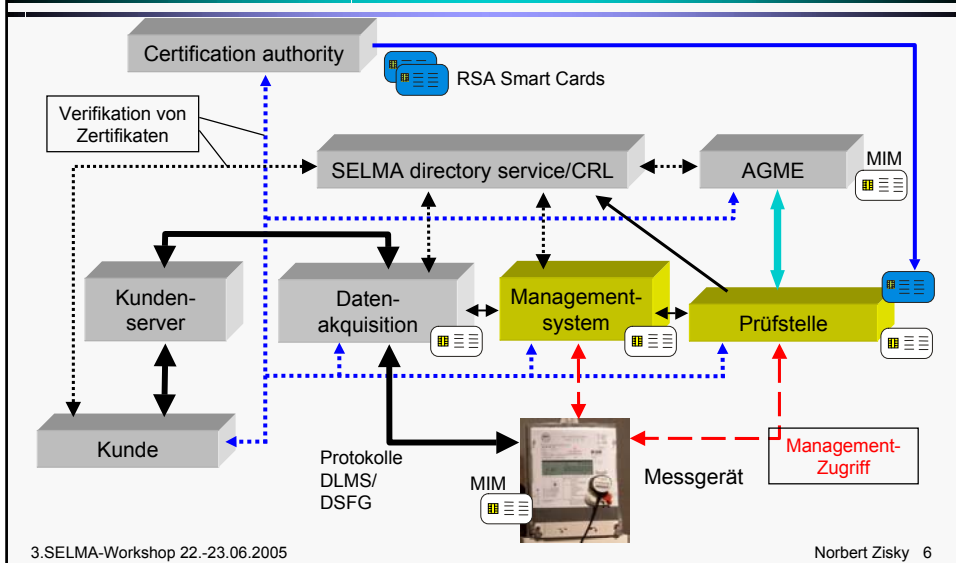 Certification authority
RSA Smart Cards
Verifikation von
Zertifikaten
SELMA directory service/CRL
AGME
MIM
Kunden-
server
Daten-
akquisition
Management-
system
Prüfstelle
Kunde
Protokolle
DLMS/
DSFG
MIM
Messgerät
Management-
Zugriff
3.SELMA-Workshop 22.-23.06.2005
Norbert Zisky 6